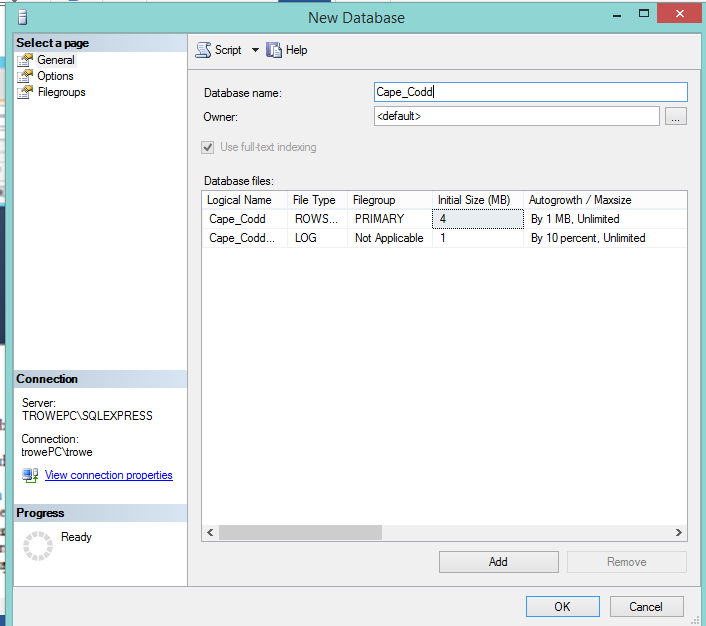 New Database
Select a page
General
Options
Filegroups
Script Help
Database name: Cape_Codd
Owner: <default> ...
Use full-text indexing
Database files:
Logical Name File Type Filegroup Initial Size (MB) Autogrowth / Maxsize
Cape_Codd ROWS... PRIMARY 4 By 1 MB, Unlimited
Cape_Codd... LOG Not Applicable 1 By 10 percent, Unlimited
Connection
Server:
TROWEPC\SQLEXPRESS
Connection:
trowePC\trowe
View connection properties
Progress
Ready
Add Remove
OK Cancel